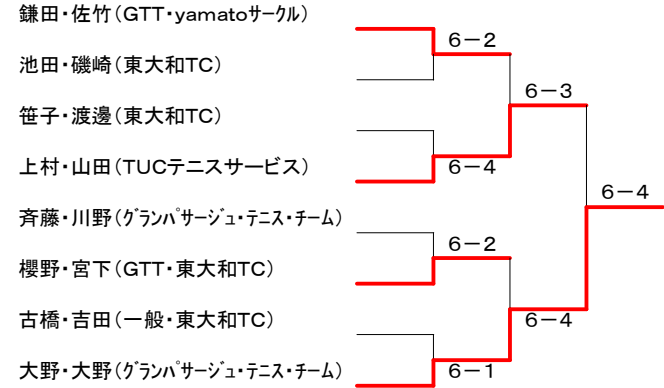 鎌田・佐竹（GTT・yamatoｻｰｸﾙ）
6－2
池田・磯崎（東大和TC）
6－3
笹子・渡邊（東大和TC）
上村・山田（TUCテニスサービス）
6－4
6－4
斉藤・川野（ｸﾞﾗﾝﾊﾟｻｰｼﾞｭ・ﾃﾆｽ・ﾁｰﾑ）
6－2
櫻野・宮下（GTT・東大和TC）
古橋・吉田（一般・東大和TC）
6－4
大野・大野（ｸﾞﾗﾝﾊﾟｻｰｼﾞｭ・ﾃﾆｽ・ﾁｰﾑ）
6－1